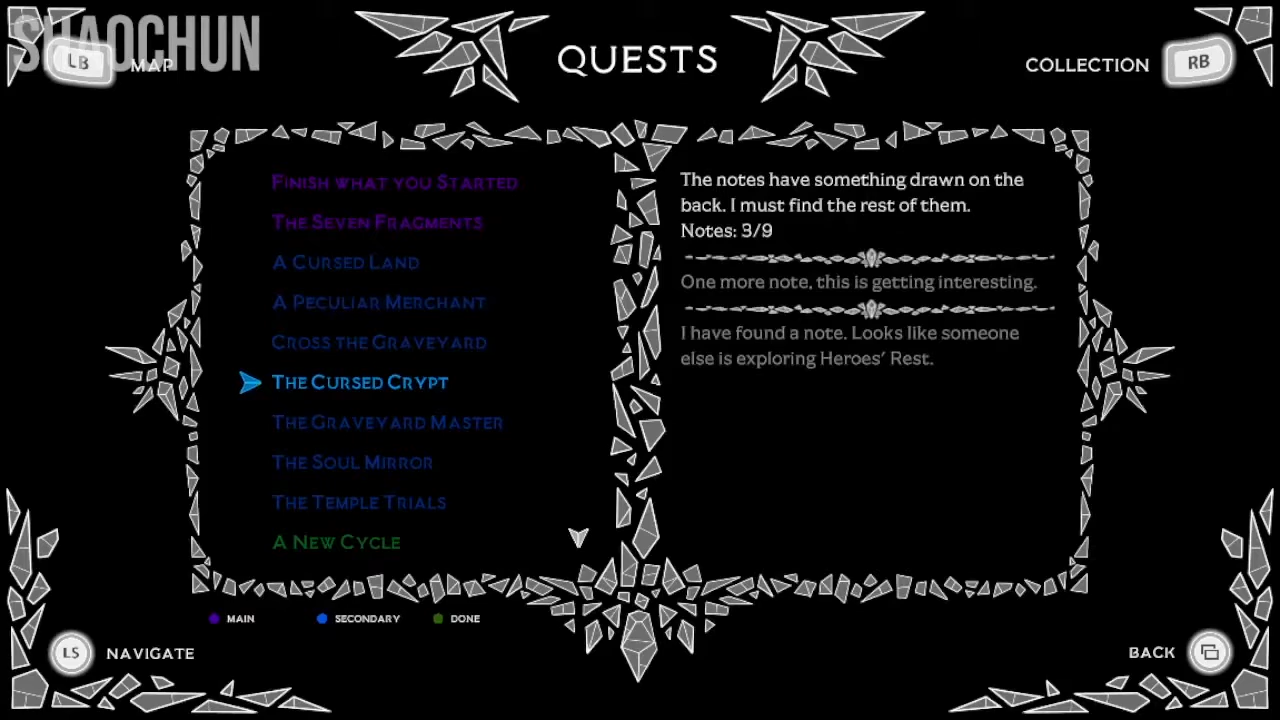 SHAOCHUN
LB
MAP
QUESTS
COLLECTION
RB
FINISH WHAT YOU STARTED
THE SEVEN FRAGMENTS
A CURSED LAND
A PECULIAR MERCHANT
CROSS THE GRAVEYARD
THE CURSED CRYPT
THE GRAVEYARD MASTER
THE SOUL MIRROR
THE TEMPLE TRIALS
A NEW CYCLE
The notes have something drawn on the
back. I must find the rest of them.
Notes: 3/9
One more note, this is getting interesting.
I have found a note. Looks like someone
else is exploring Heroes' Rest.
MAIN
SECONDARY
DONE
LS
NAVIGATE
BACK